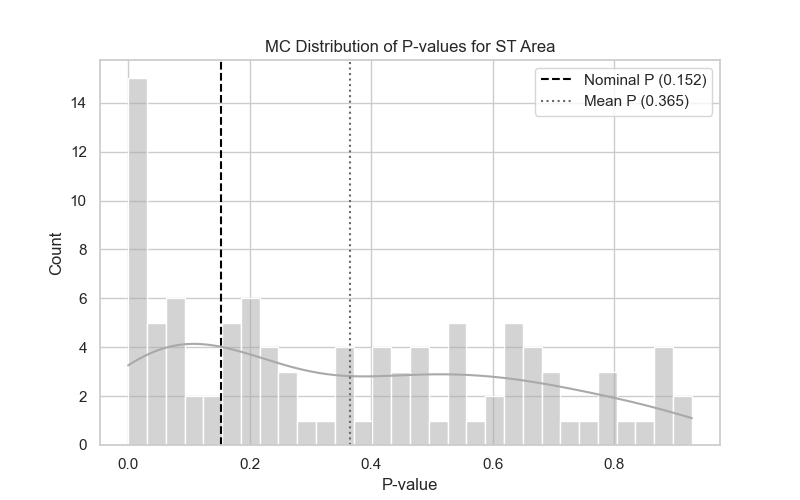 MC Distribution of P-values for ST Area
Nominal P (0.152)
Mean P (0.365)
14
12
10
8
6
4
2
0
Count
0.0 0.2 0.4 0.6 0.8
P-value